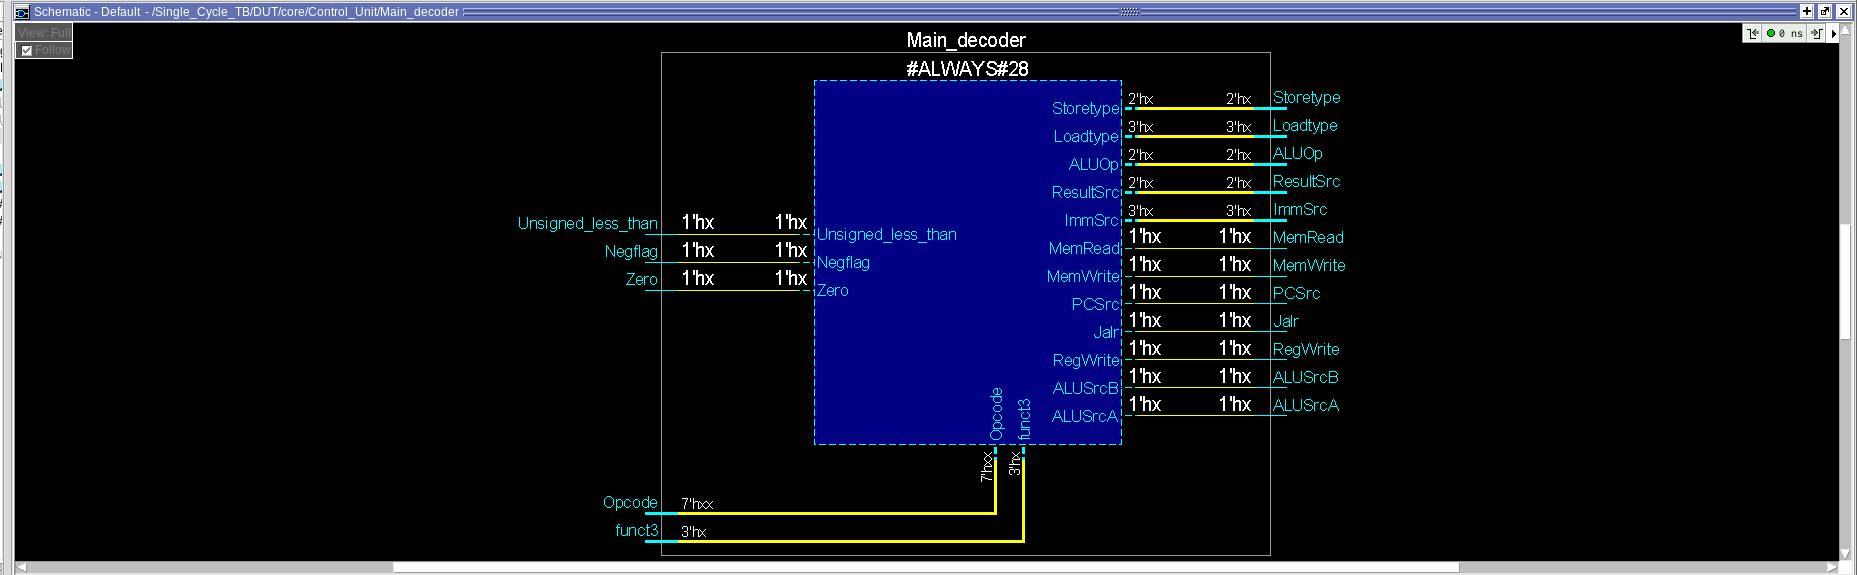 Schematic - Default - /Single_Cycle_TB/DUT/core/Control_Unit/Main_decoder
View: Full
Follow
0 ns
Main_decoder
#ALWAYS#28
Storetype 2'hx 2'hx Storetype
Loadtype 3'hx 3'hx Loadtype
ALUOp 2'hx 2'hx ALUOp
ResultSrc 2'hx 2'hx ResultSrc
ImmSrc 3'hx 3'hx ImmSrc
Unsigned_less_than 1'hx 1'hx Unsigned_less_than
MemRead 1'hx 1'hx MemRead
Negflag 1'hx 1'hx Negflag
MemWrite 1'hx 1'hx MemWrite
Zero 1'hx 1'hx Zero
PCSrc 1'hx 1'hx PCSrc
Jalr 1'hx 1'hx Jalr
RegWrite 1'hx 1'hx RegWrite
ALUSrcB 1'hx 1'hx ALUSrcB
ALUSrcA 1'hx 1'hx ALUSrcA
Opcode
funct3
7'hxx
3'hx
Opcode 7'hxx
funct3 3'hx